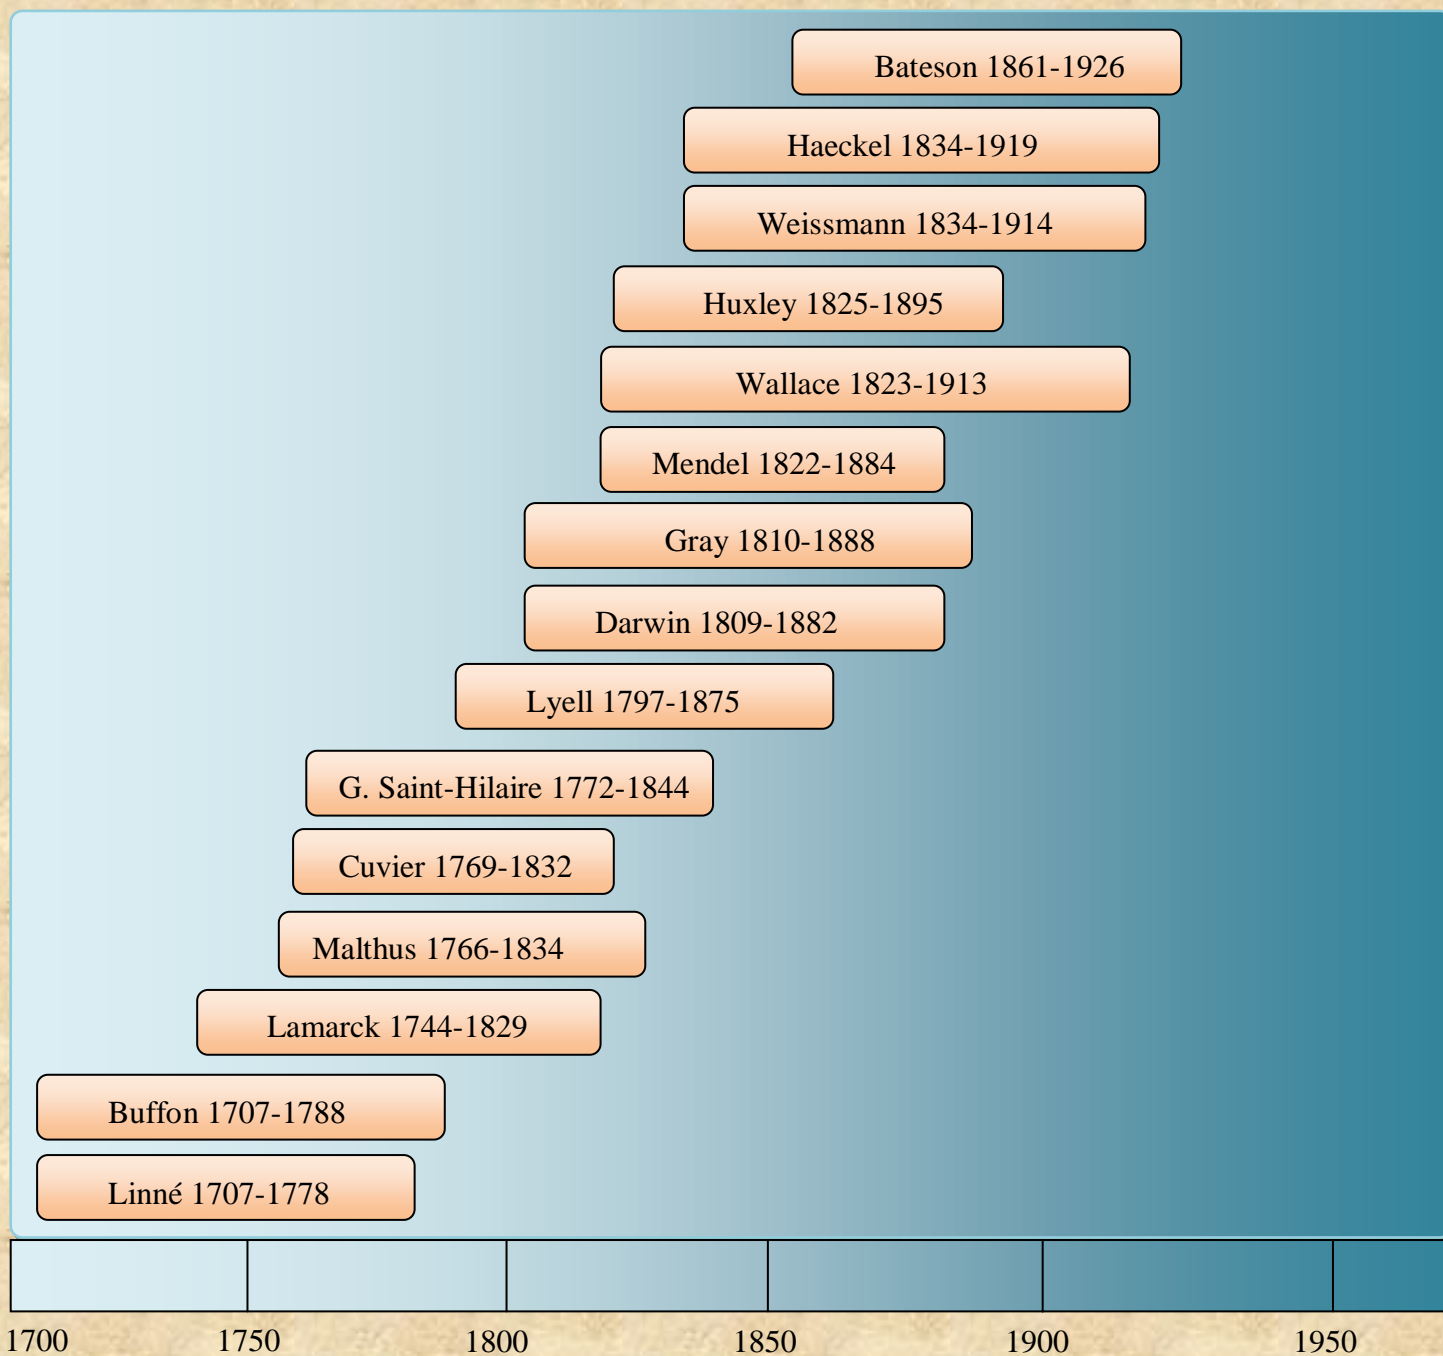 Bateson 1861-1926
Haeckel 1834-1919
Weissmann 1834-1914
Huxley 1825-1895
Wallace 1823-1913
Mendel 1822-1884
Gray 1810-1888
Darwin 1809-1882
Lyell 1797-1875
G. Saint-Hilaire 1772-1844
Cuvier 1769-1832
Malthus 1766-1834
Lamarck 1744-1829
Buffon 1707-1788
Linné 1707-1778
1700 1750 1800 1850 1900 1950